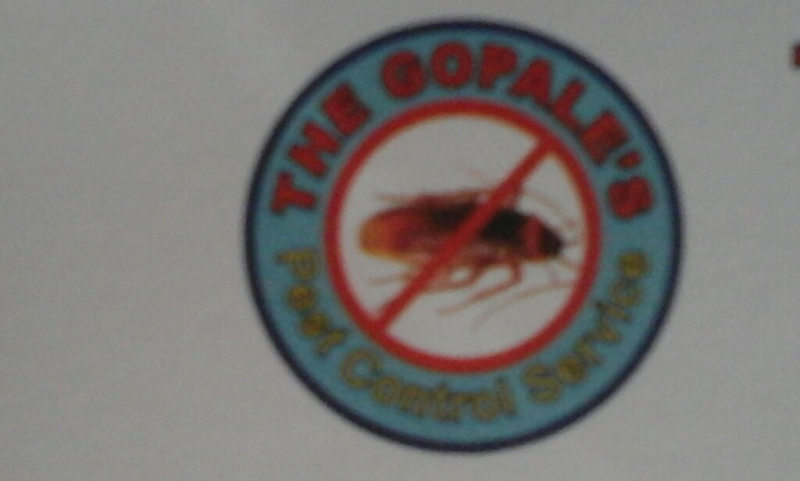 THE GOPALE'S
Pest Control Service